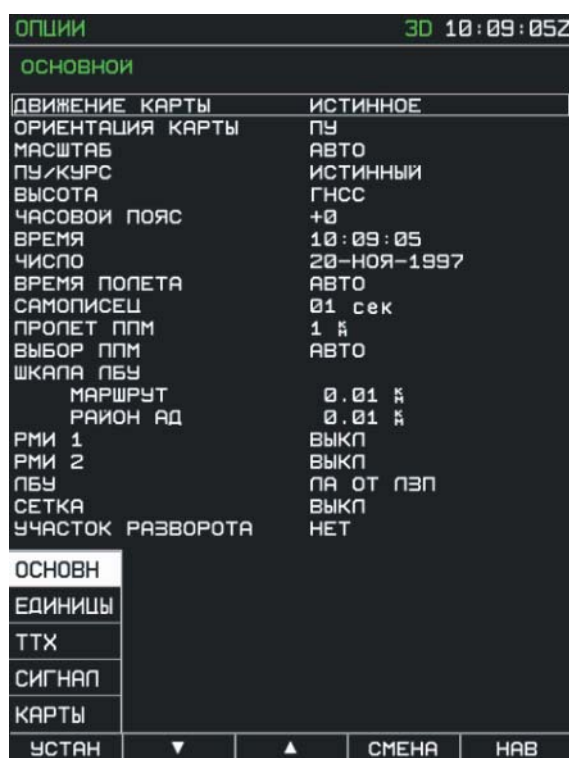 ОПЦИИ 3D 10:09:05Z
ОСНОВНОЙ
ДВИЖЕНИЕ КАРТЫ ИСТИННОЕ
ОРИЕНТАЦИЯ КАРТЫ ПУ
МАСШТАБ АВТО
ПУ/КУРС ИСТИННЫЙ
ВЫСОТА ГНСС
ЧАСОВОЙ ПОЯС +0
ВРЕМЯ 10:09:05
ЧИСЛО 20-НОЯ-1997
ВРЕМЯ ПОЛЕТА АВТО
САМОПИСЕЦ 01 сек
ПРОЛЕТ ППМ 1 КМ
ВЫБОР ППМ АВТО
ШКАЛА ЛБУ
МАРШРУТ 0.01 КМ
РАЙОН АД 0.01 КМ
РМИ 1 ВЫКЛ
РМИ 2 ВЫКЛ
ЛБУ ЛА ОТ ЛЗП
СЕТКА ВЫКЛ
УЧАСТОК РАЗВОРОТА НЕТ
ОСНОВН
ЕДИНИЦЫ
ТТХ
СИГНАЛ
КАРТЫ
УСТАН ▼ ▲ СМЕНА НАВ